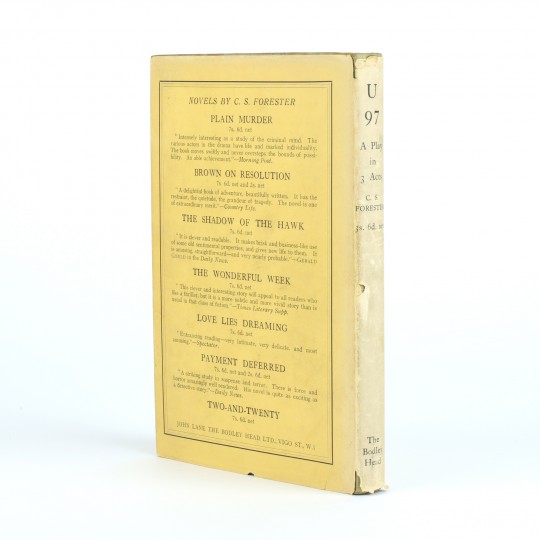 NOVELS BY C. S. FORESTER
PLAIN MURDER
7s. 6d. net
"Intensely interesting as a study of the criminal mind. The
various actors in the drama have life and marked individuality.
The book moves swiftly and never oversteps the bounds of possi-
bility. An able achievement."—Morning Post.
BROWN ON RESOLUTION
7s. 6d. net and 2s. net
"A delightful book of adventure, beautifully written. It has the
restraint, the catholicity, the grandeur of tragedy. The novel is one
of extraordinary merit."—Country Life.
THE SHADOW OF THE HAWK
7s. 6d. net
"It is clever and readable. It makes brisk and business-like use
of some old sentimental properties, and gives new life to them. It
is amusing, straightforward—and very nearly probable."—GERALD
GOULD in the Daily News.
THE WONDERFUL WEEK
7s. 6d. net
"This clever and interesting story will appeal to all readers who
like a thriller, but it is a more subtle and more vivid story than is
usual in that class of fiction."—Times Literary Supp.
LOVE LIES DREAMING
7s. 6d. net
"Entrancing reading—very intimate, very delicate and most
amusing."—Spectator.
PAYMENT DEFERRED
7s. 6d. net and 3s. 6d. net
"A striking study in suspense and terror. There is love and
horror amazingly well rendered. His novel is quite as exciting as
a detective story."—Daily News.
TWO-AND-TWENTY
7s. 6d. net
JOHN LANE THE BODLEY HEAD LTD., VIGO ST., W.1
U
97
A Play
in
3 Acts
C. S.
FORESTER
3s. 6d. net
The
Bodley
Head